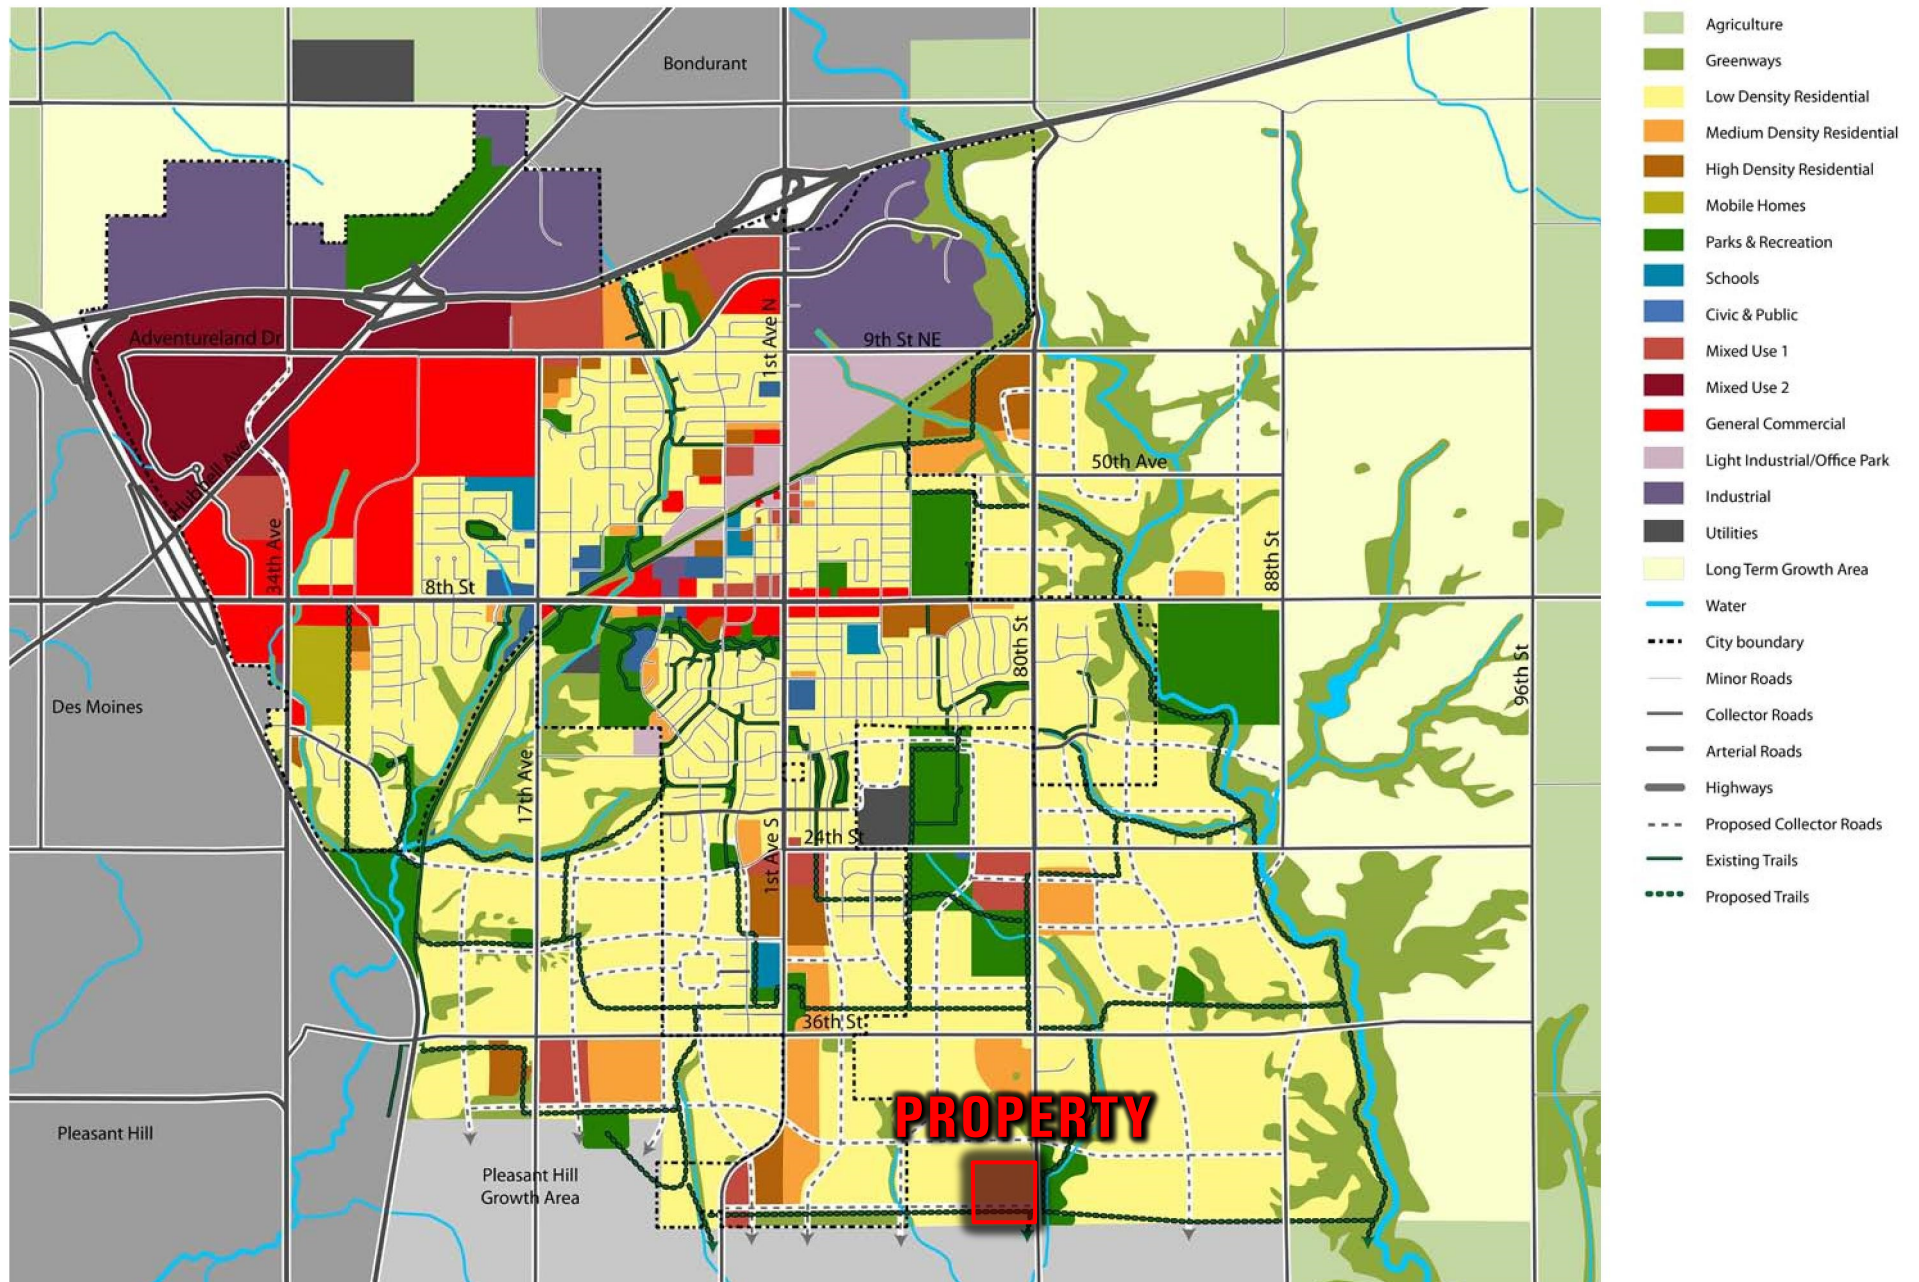 Bondurant
Adventureland Dr
1st Ave N
9th St NE
Hubbell Ave
50th Ave
34th Ave
8th St
88th St
80th St
96th St
Des Moines
17th Ave
24th St
1st Ave S
36th St
PROPERTY
Pleasant Hill
Pleasant Hill
Growth Area
Agriculture
Greenways
Low Density Residential
Medium Density Residential
High Density Residential
Mobile Homes
Parks & Recreation
Schools
Civic & Public
Mixed Use 1
Mixed Use 2
General Commercial
Light Industrial/Office Park
Industrial
Utilities
Long Term Growth Area
Water
City boundary
Minor Roads
Collector Roads
Arterial Roads
Highways
Proposed Collector Roads
Existing Trails
Proposed Trails